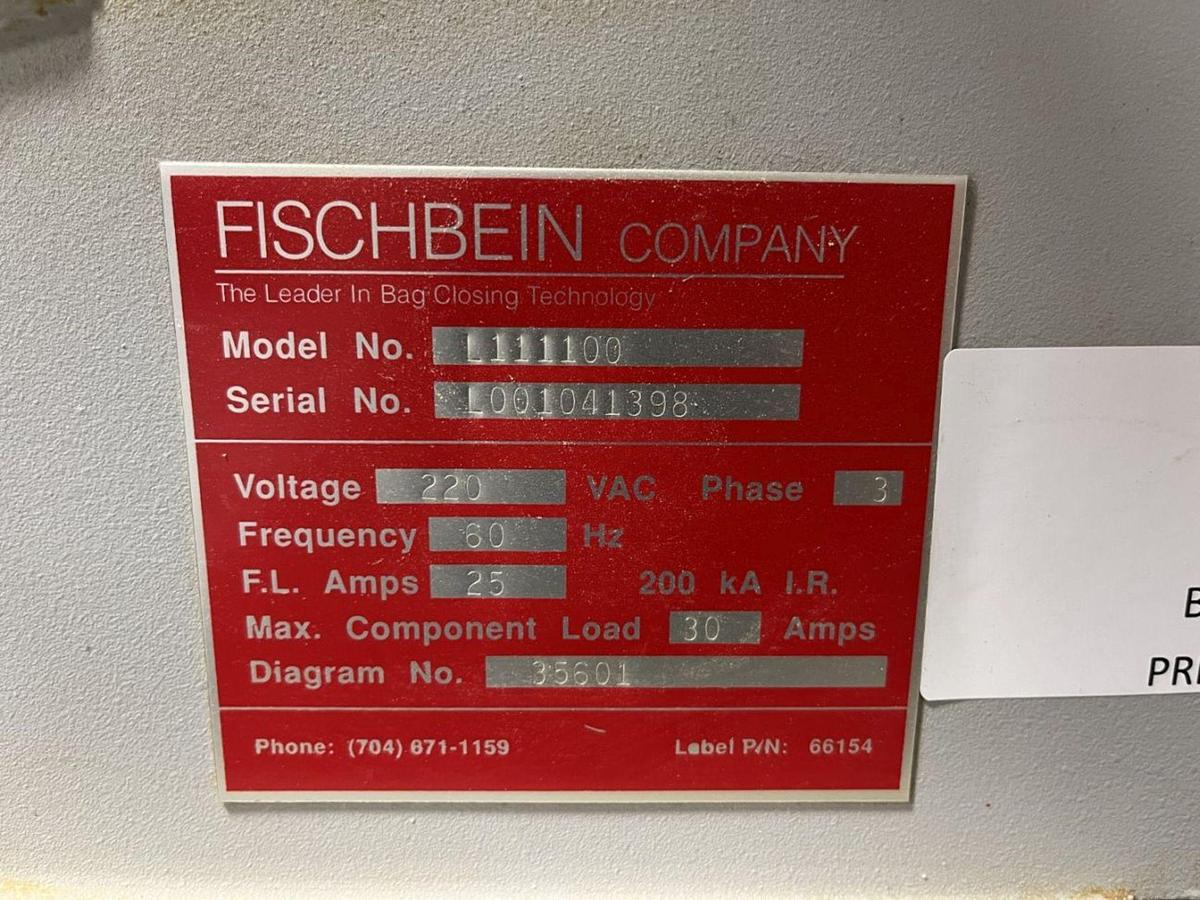 FISCHBEIN COMPANY
The Leader In Bag Closing Technology
Model No. L111100
Serial No. L001041398
Voltage 220 VAC Phase 3
Frequency 60 Hz
F.L. Amps 25 200 kA I.R.
Max. Component Load 30 Amps
Diagram No. 35601
Phone: (704) 871-1159 Label P/N: 66154